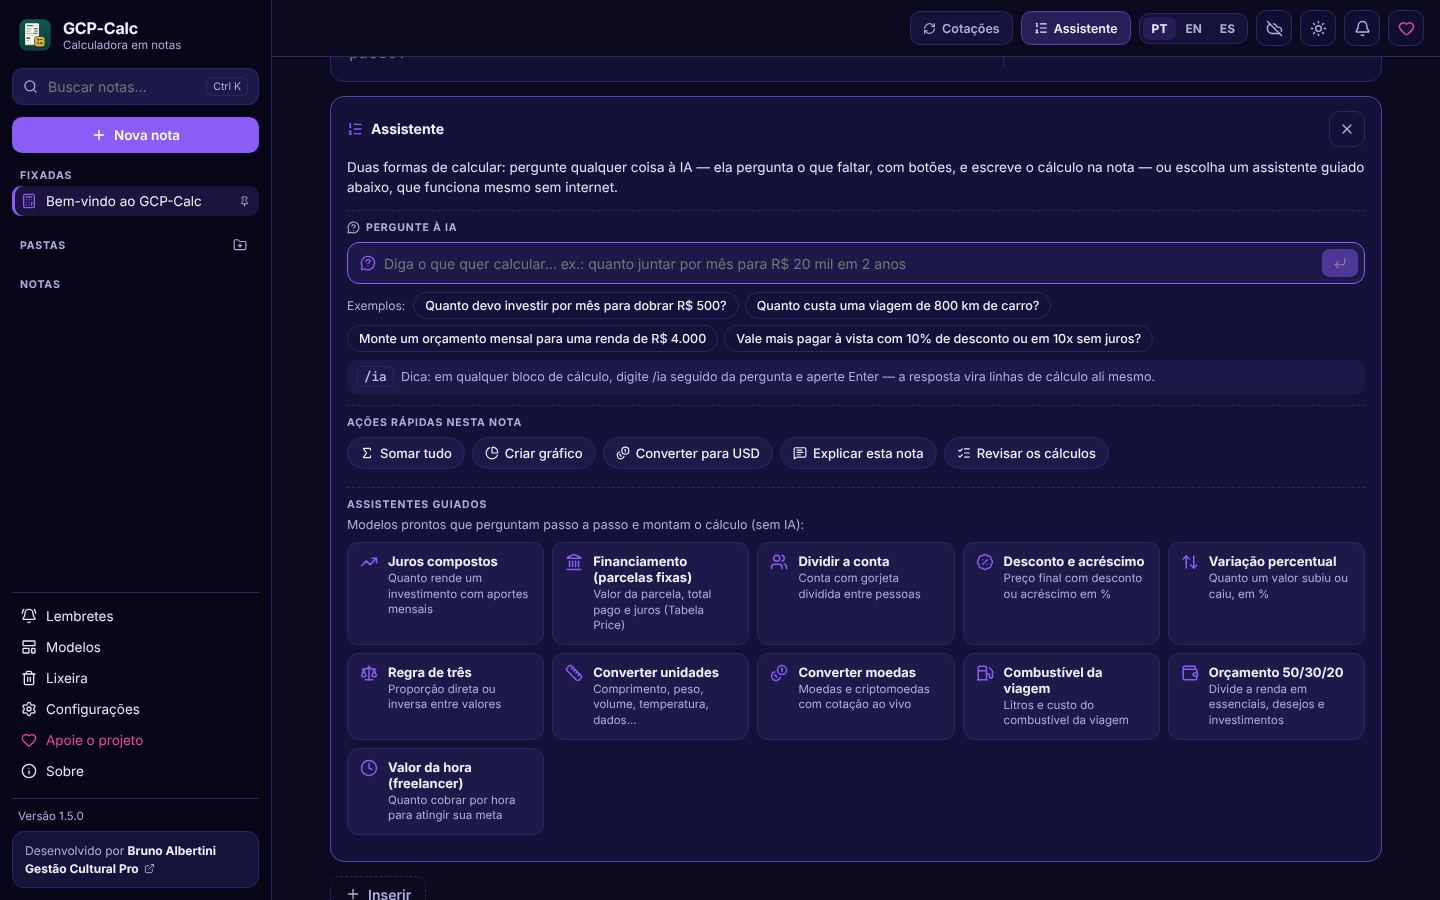 GCP-Calc
Calculadora em notas
Buscar notas...
Ctrl K
Nova nota
FIXADAS
Bem-vindo ao GCP-Calc
PASTAS
NOTAS
Lembretes
Modelos
Lixeira
Configurações
Apoie o projeto
Sobre
Versão 1.5.0
Desenvolvido por Bruno Albertini
Gestão Cultural Pro
Cotações
Assistente
PT
EN
ES
Assistente
Duas formas de calcular: pergunte qualquer coisa à IA — ela pergunta o que faltar, com botões, e escreve o cálculo na nota — ou escolha um assistente guiado
abaixo, que funciona mesmo sem internet.
PERGUNTE À IA
Diga o que quer calcular... ex.: quanto juntar por mês para R$ 20 mil em 2 anos
Exemplos:
Quanto devo investir por mês para dobrar R$ 500?
Quanto custa uma viagem de 800 km de carro?
Monte um orçamento mensal para uma renda de R$ 4.000
Vale mais pagar à vista com 10% de desconto ou em 10x sem juros?
/ia Dica: em qualquer bloco de cálculo, digite /ia seguido da pergunta e aperte Enter — a resposta vira linhas de cálculo ali mesmo.
AÇÕES RÁPIDAS NESTA NOTA
Somar tudo
Criar gráfico
Converter para USD
Explicar esta nota
Revisar os cálculos
ASSISTENTES GUIADOS
Modelos prontos que perguntam passo a passo e montam o cálculo (sem IA):
Juros compostos
Quanto rende um
investimento com aportes
mensais
Financiamento
(parcelas fixas)
Valor da parcela, total
pago e juros (Tabela
Price)
Dividir a conta
Conta com gorjeta
dividida entre pessoas
Desconto e acréscimo
Preço final com desconto
ou acréscimo em %
Variação percentual
Quanto um valor subiu ou
caiu, em %
Regra de três
Proporção direta ou
inversa entre valores
Converter unidades
Comprimento, peso,
volume, temperatura,
dados...
Converter moedas
Moedas e criptomoedas
com cotação ao vivo
Combustível da
viagem
Litros e custo do
combustível da viagem
Orçamento 50/30/20
Divide a renda em
essenciais, desejos e
investimentos
Valor da hora
(freelancer)
Quanto cobrar por hora
para atingir sua meta
Inserir